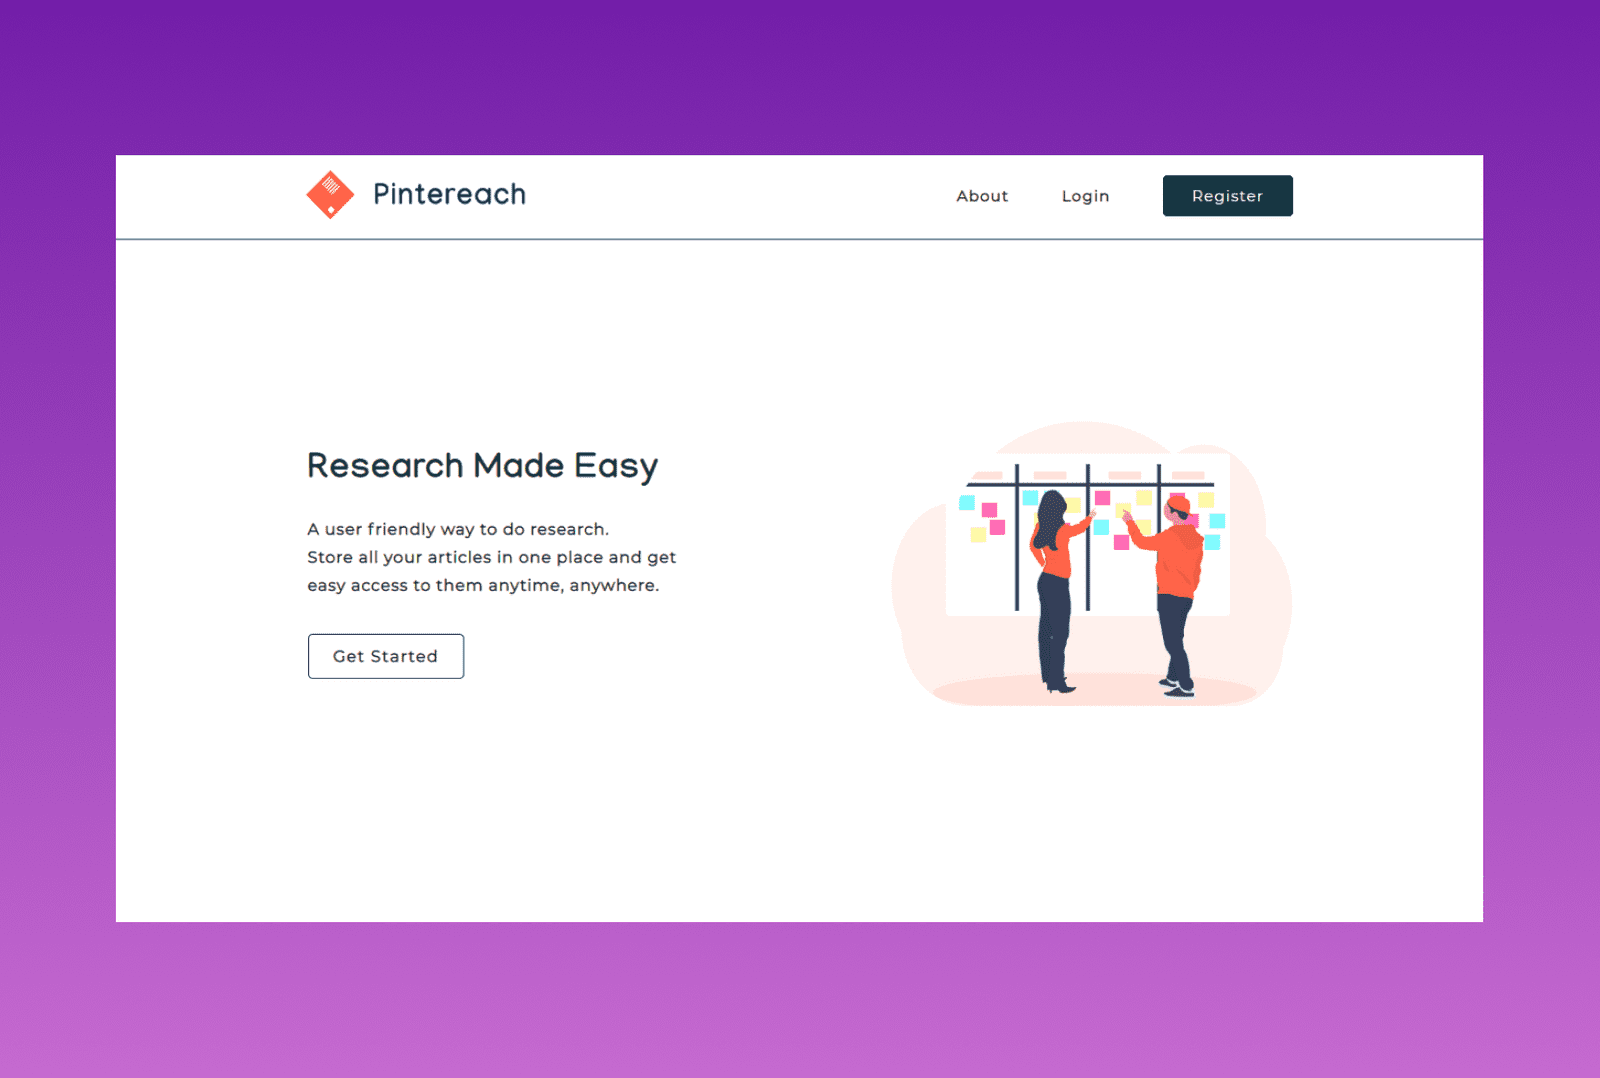 Pintereach
About
Login
Register
Research Made Easy
A user friendly way to do research.
Store all your articles in one place and get
easy access to them anytime, anywhere.
Get Started